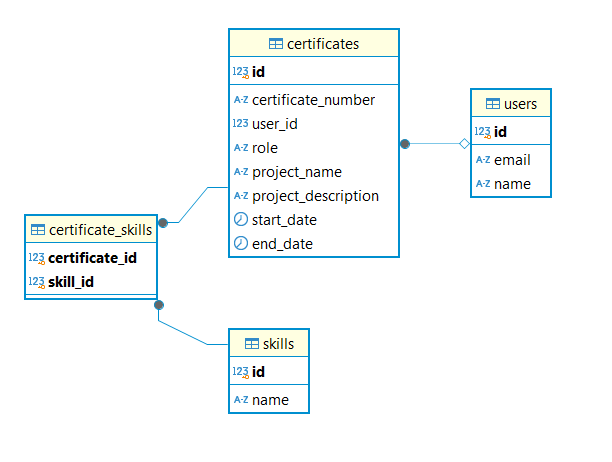 certificates
123 id
A-Z certificate_number
123 user_id
A-Z role
A-Z project_name
A-Z project_description
start_date
end_date
users
123 id
A-Z email
A-Z name
certificate_skills
123 certificate_id
123 skill_id
skills
123 id
A-Z name